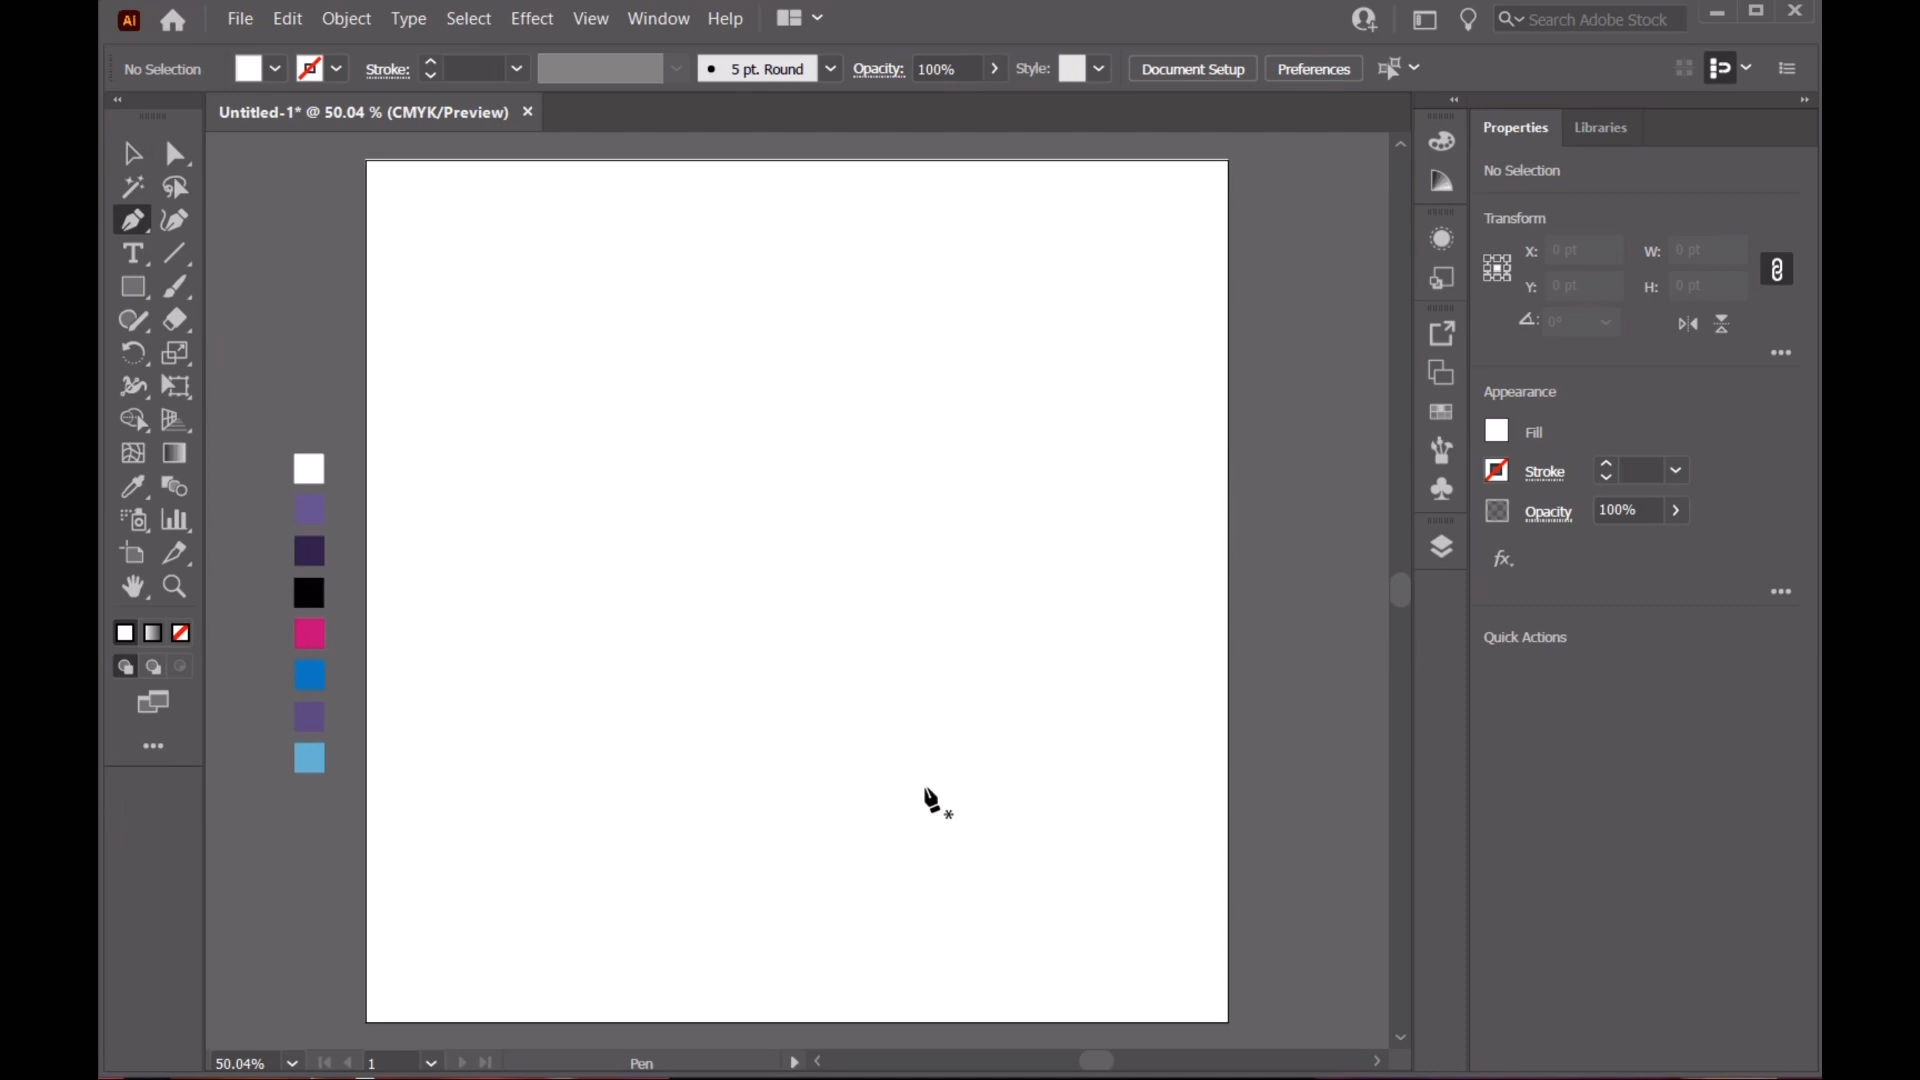 Ai File Edit Object Type Select Effect View Window Help Search Adobe Stock
No Selection Stroke: 5 pt. Round Opacity: 100% Style: Document Setup Preferences
Untitled-1* @ 50.04 % (CMYK/Preview) ×
Properties Libraries
No Selection
Transform
X: 0 pt W: 0 pt
Y: 0 pt H: 0 pt
0°
Appearance
Fill
Stroke
Opacity 100%
fx.
Quick Actions
50.04% 1 Pen